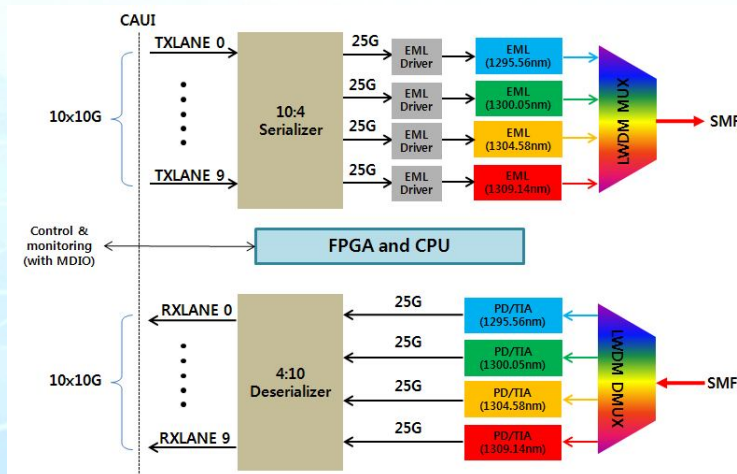 CAUI
TXLANE 0
10x10G
TXLANE 9
10:4
Serializer
25G
25G
25G
25G
EML
Driver
EML
Driver
EML
Driver
EML
Driver
EML
(1295.56nm)
EML
(1300.05nm)
EML
(1304.58nm)
EML
(1309.14nm)
LWDM MUX
SMF
Control &
monitoring
(with MDIO)
FPGA and CPU
RXLANE 0
10x10G
RXLANE 9
4:10
Deserializer
25G
25G
25G
25G
PD/TIA
(1295.56nm)
PD/TIA
(1300.05nm)
PD/TIA
(1304.58nm)
PD/TIA
(1309.14nm)
LWDM DMUX
SMF